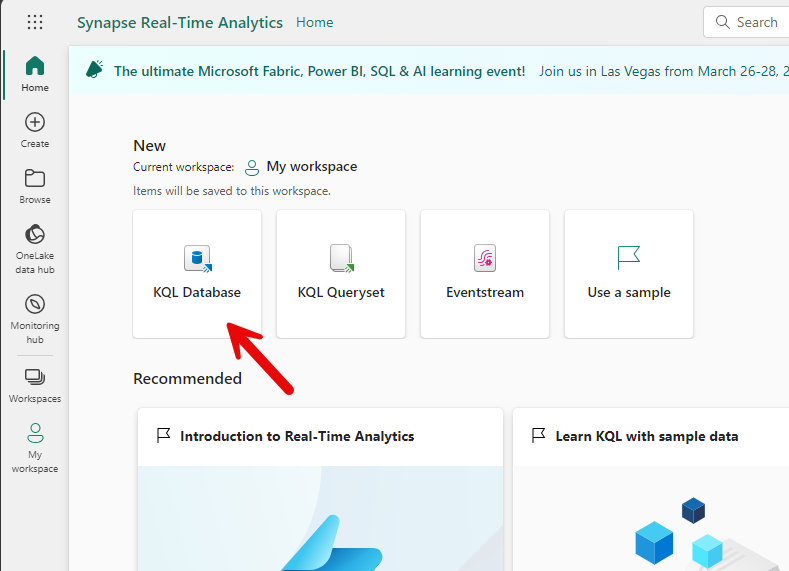 Synapse Real-Time Analytics Home
Search
Home
Create
Browse
OneLake
data hub
Monitoring
hub
Workspaces
My
workspace
The ultimate Microsoft Fabric, Power BI, SQL & AI learning event! Join us in Las Vegas from March 26-28, 2
New
Current workspace: My workspace
Items will be saved to this workspace.
KQL Database
KQL Queryset
Eventstream
Use a sample
Recommended
Introduction to Real-Time Analytics
Learn KQL with sample data